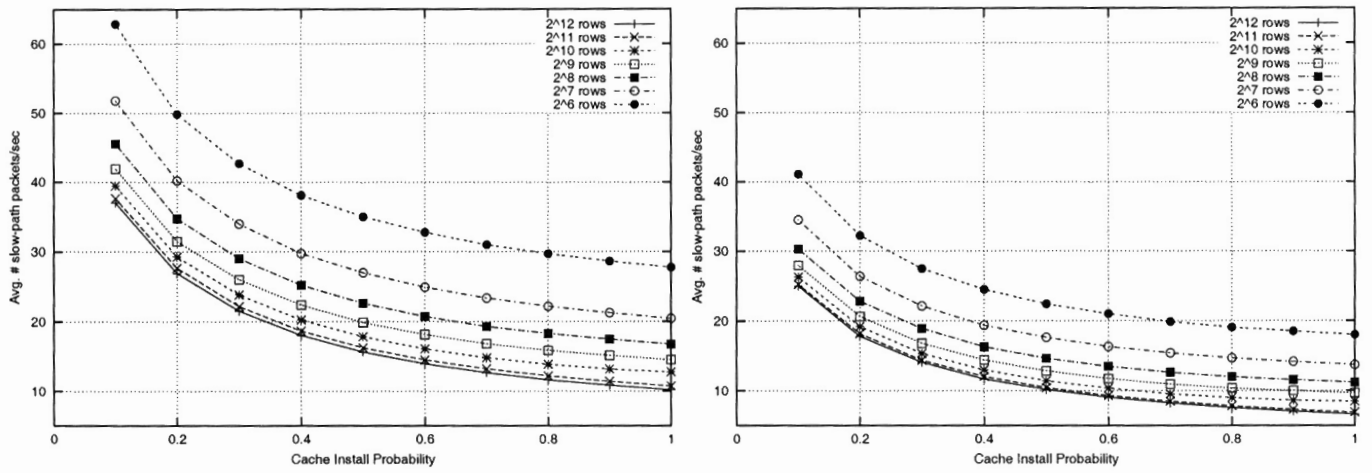 60
50
40
30
20
10
0
0.2
0.4
0.6
0.8
1
Avg. # slow-path packets/sec
Cache Install Probability
2^12 rows
2^11 rows
2^10 rows
2^9 rows
2^8 rows
2^7 rows
2^6 rows
60
50
40
30
20
10
0
0.2
0.4
0.6
0.8
1
Avg. # slow-path packets/sec
Cache Install Probability
2^12 rows
2^11 rows
2^10 rows
2^9 rows
2^8 rows
2^7 rows
2^6 rows